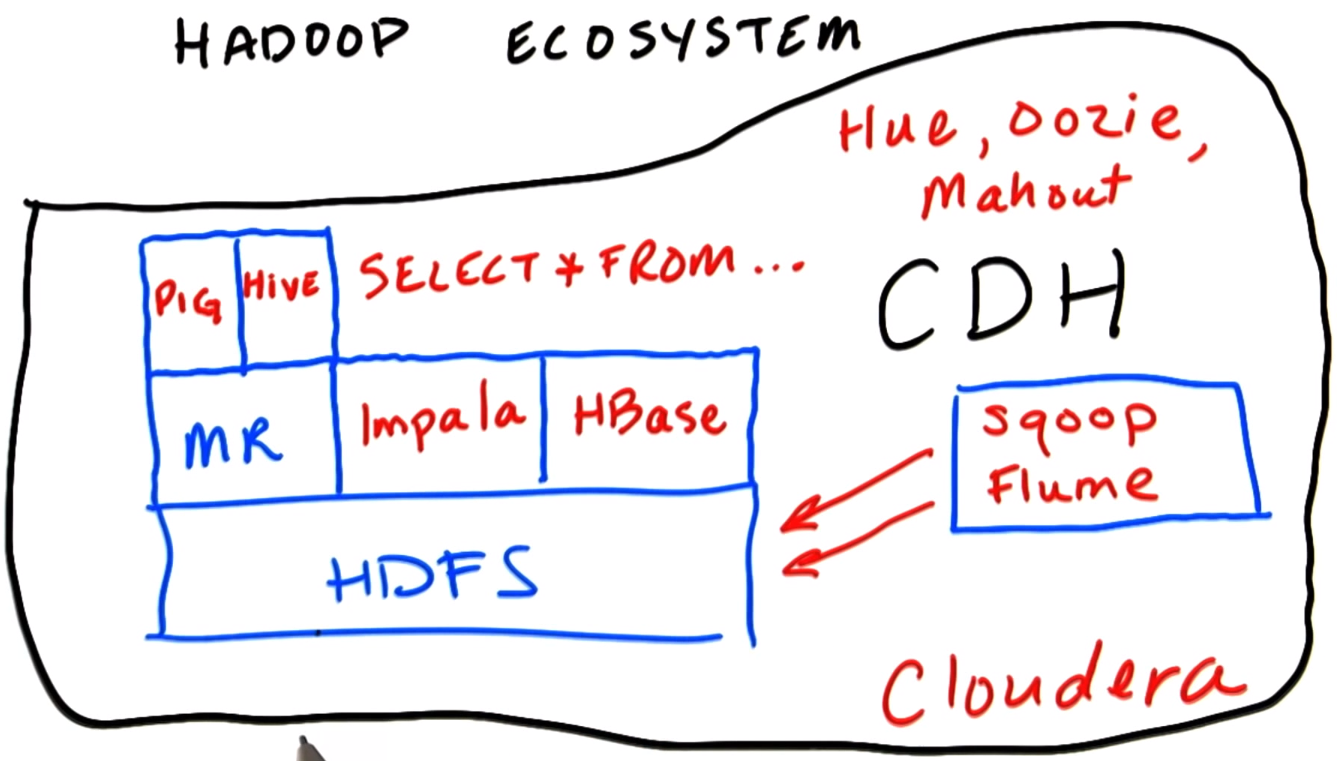 HADOOP ECOSYSTEM
Hue, Oozie,
Mahout
PIG HIVE SELECT * FROM...
CDH
MR Impala HBase
Sqoop
Flume
HDFS
Cloudera